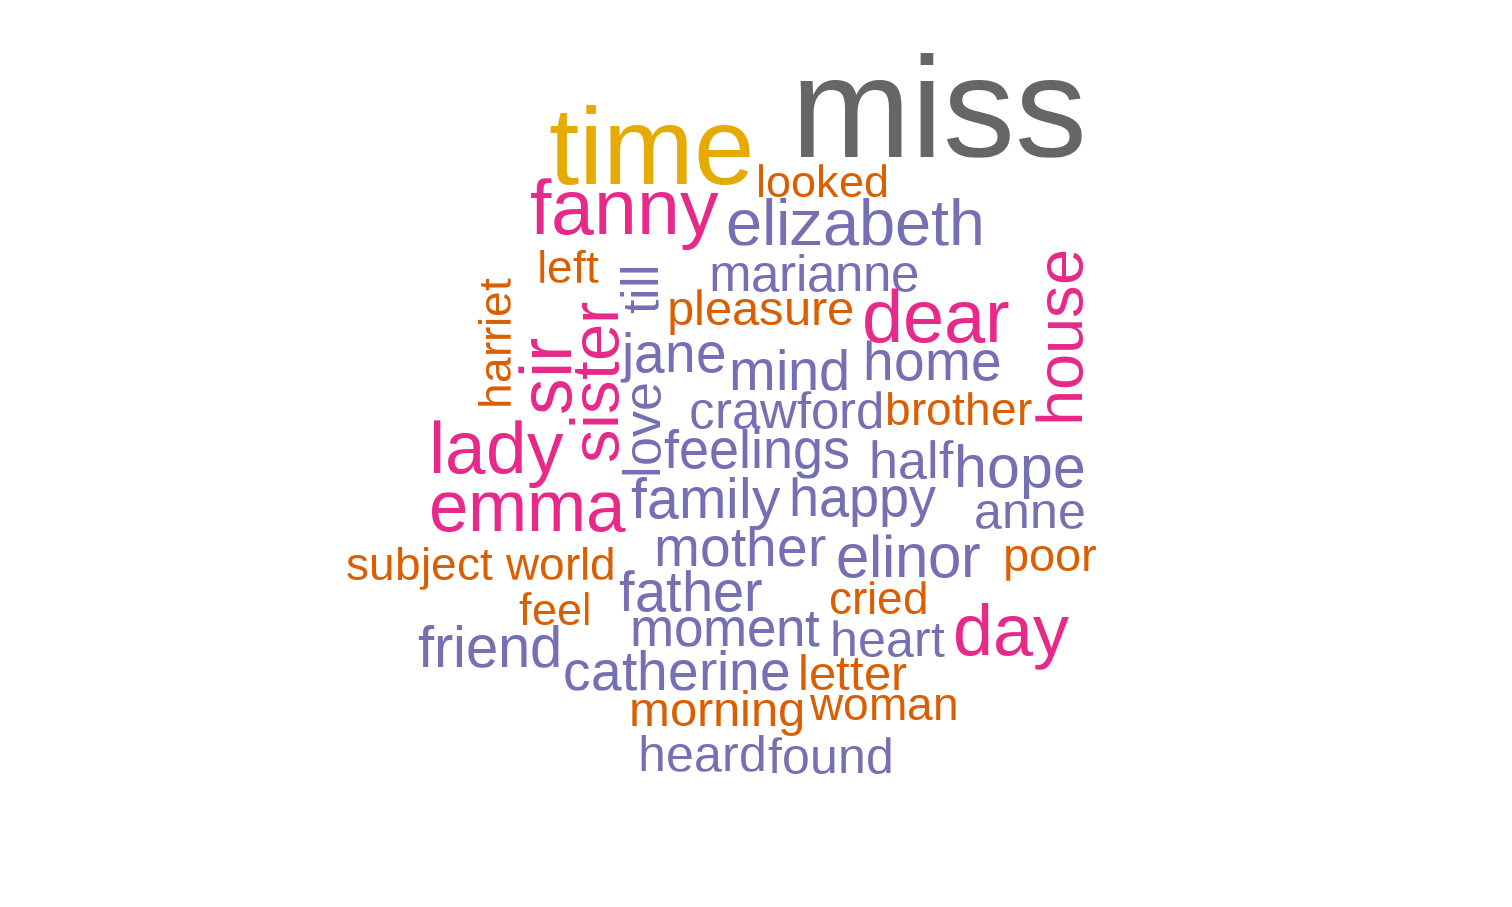 miss
time
looked
fanny
elizabeth
left
marianne
till
house
harriet
pleasure
dear
sir
sister
jane
mind
home
love
crawford
brother
lady
feelings
half
hope
emma
family
happy
anne
mother
elinor
poor
subject
world
father
feel
cried
moment
heart
day
friend
catherine
letter
morning
woman
heard
found